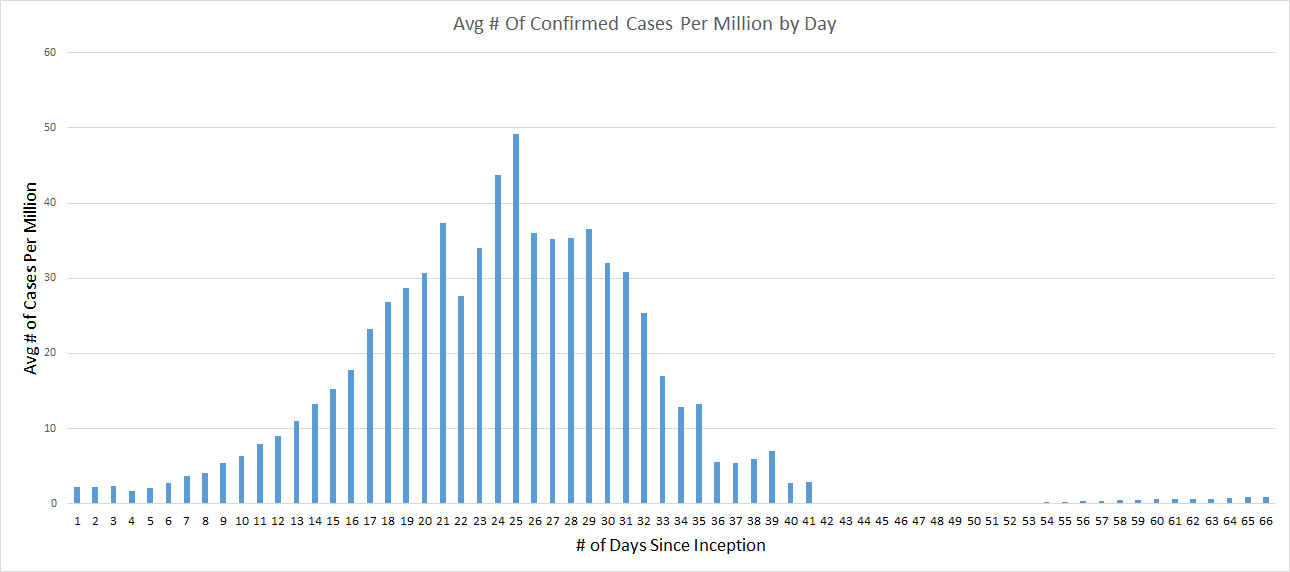 Avg # Of Confirmed Cases Per Million by Day
60
50
40
30
20
10
0
Avg # of Cases Per Million
1 2 3 4 5 6 7 8 9 10 11 12 13 14 15 16 17 18 19 20 21 22 23 24 25 26 27 28 29 30 31 32 33 34 35 36 37 38 39 40 41 42 43 44 45 46 47 48 49 50 51 52 53 54 55 56 57 58 59 60 61 62 63 64 65 66
# of Days Since Inception